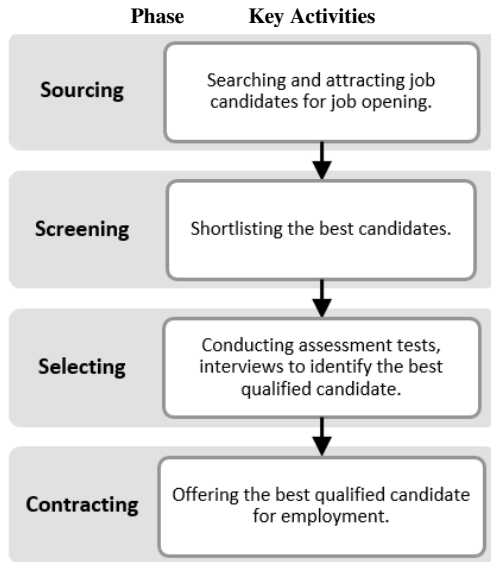 Phase Key Activities
Sourcing
Searching and attracting job
candidates for job opening.
Screening
Shortlisting the best candidates.
Selecting
Conducting assessment tests,
interviews to identify the best
qualified candidate.
Contracting
Offering the best qualified candidate
for employment.